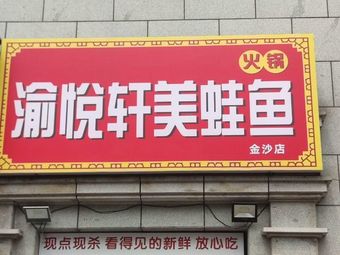 火锅
渝悦轩美蛙鱼
金沙店
现点现杀 看得见的新鲜 放心吃